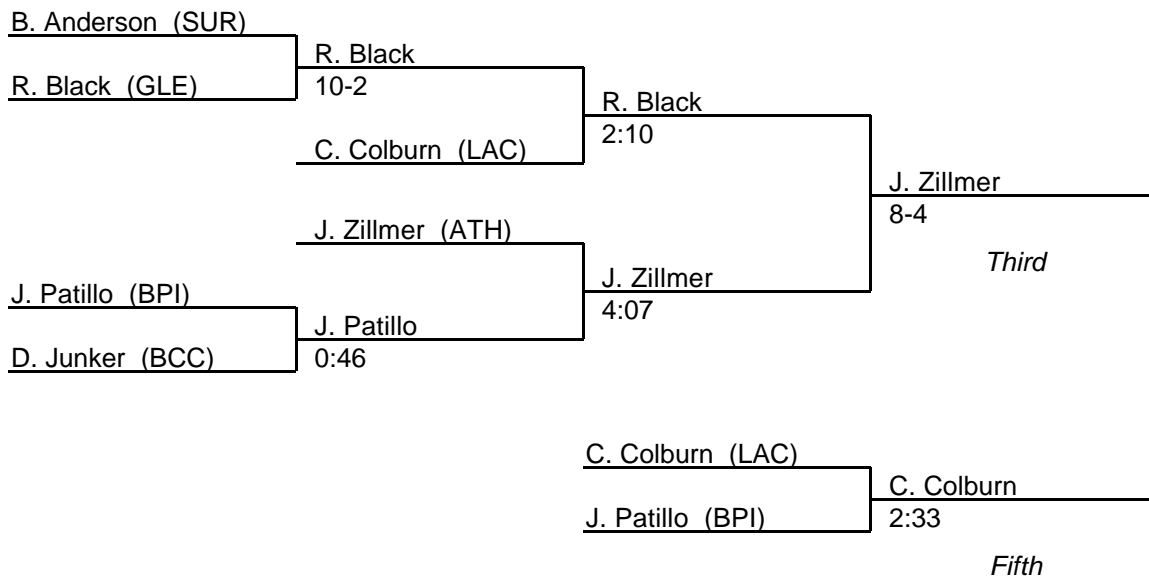 B. Anderson (SUR)
R. Black
10-2
R. Black (GLE)
R. Black
2:10
C. Colburn (LAC)
J. Zillmer
8-4
Third
J. Zillmer (ATH)
J. Zillmer
4:07
J. Patillo (BPI)
J. Patillo
0:46
D. Junker (BCC)
C. Colburn (LAC)
C. Colburn
2:33
J. Patillo (BPI)
Fifth